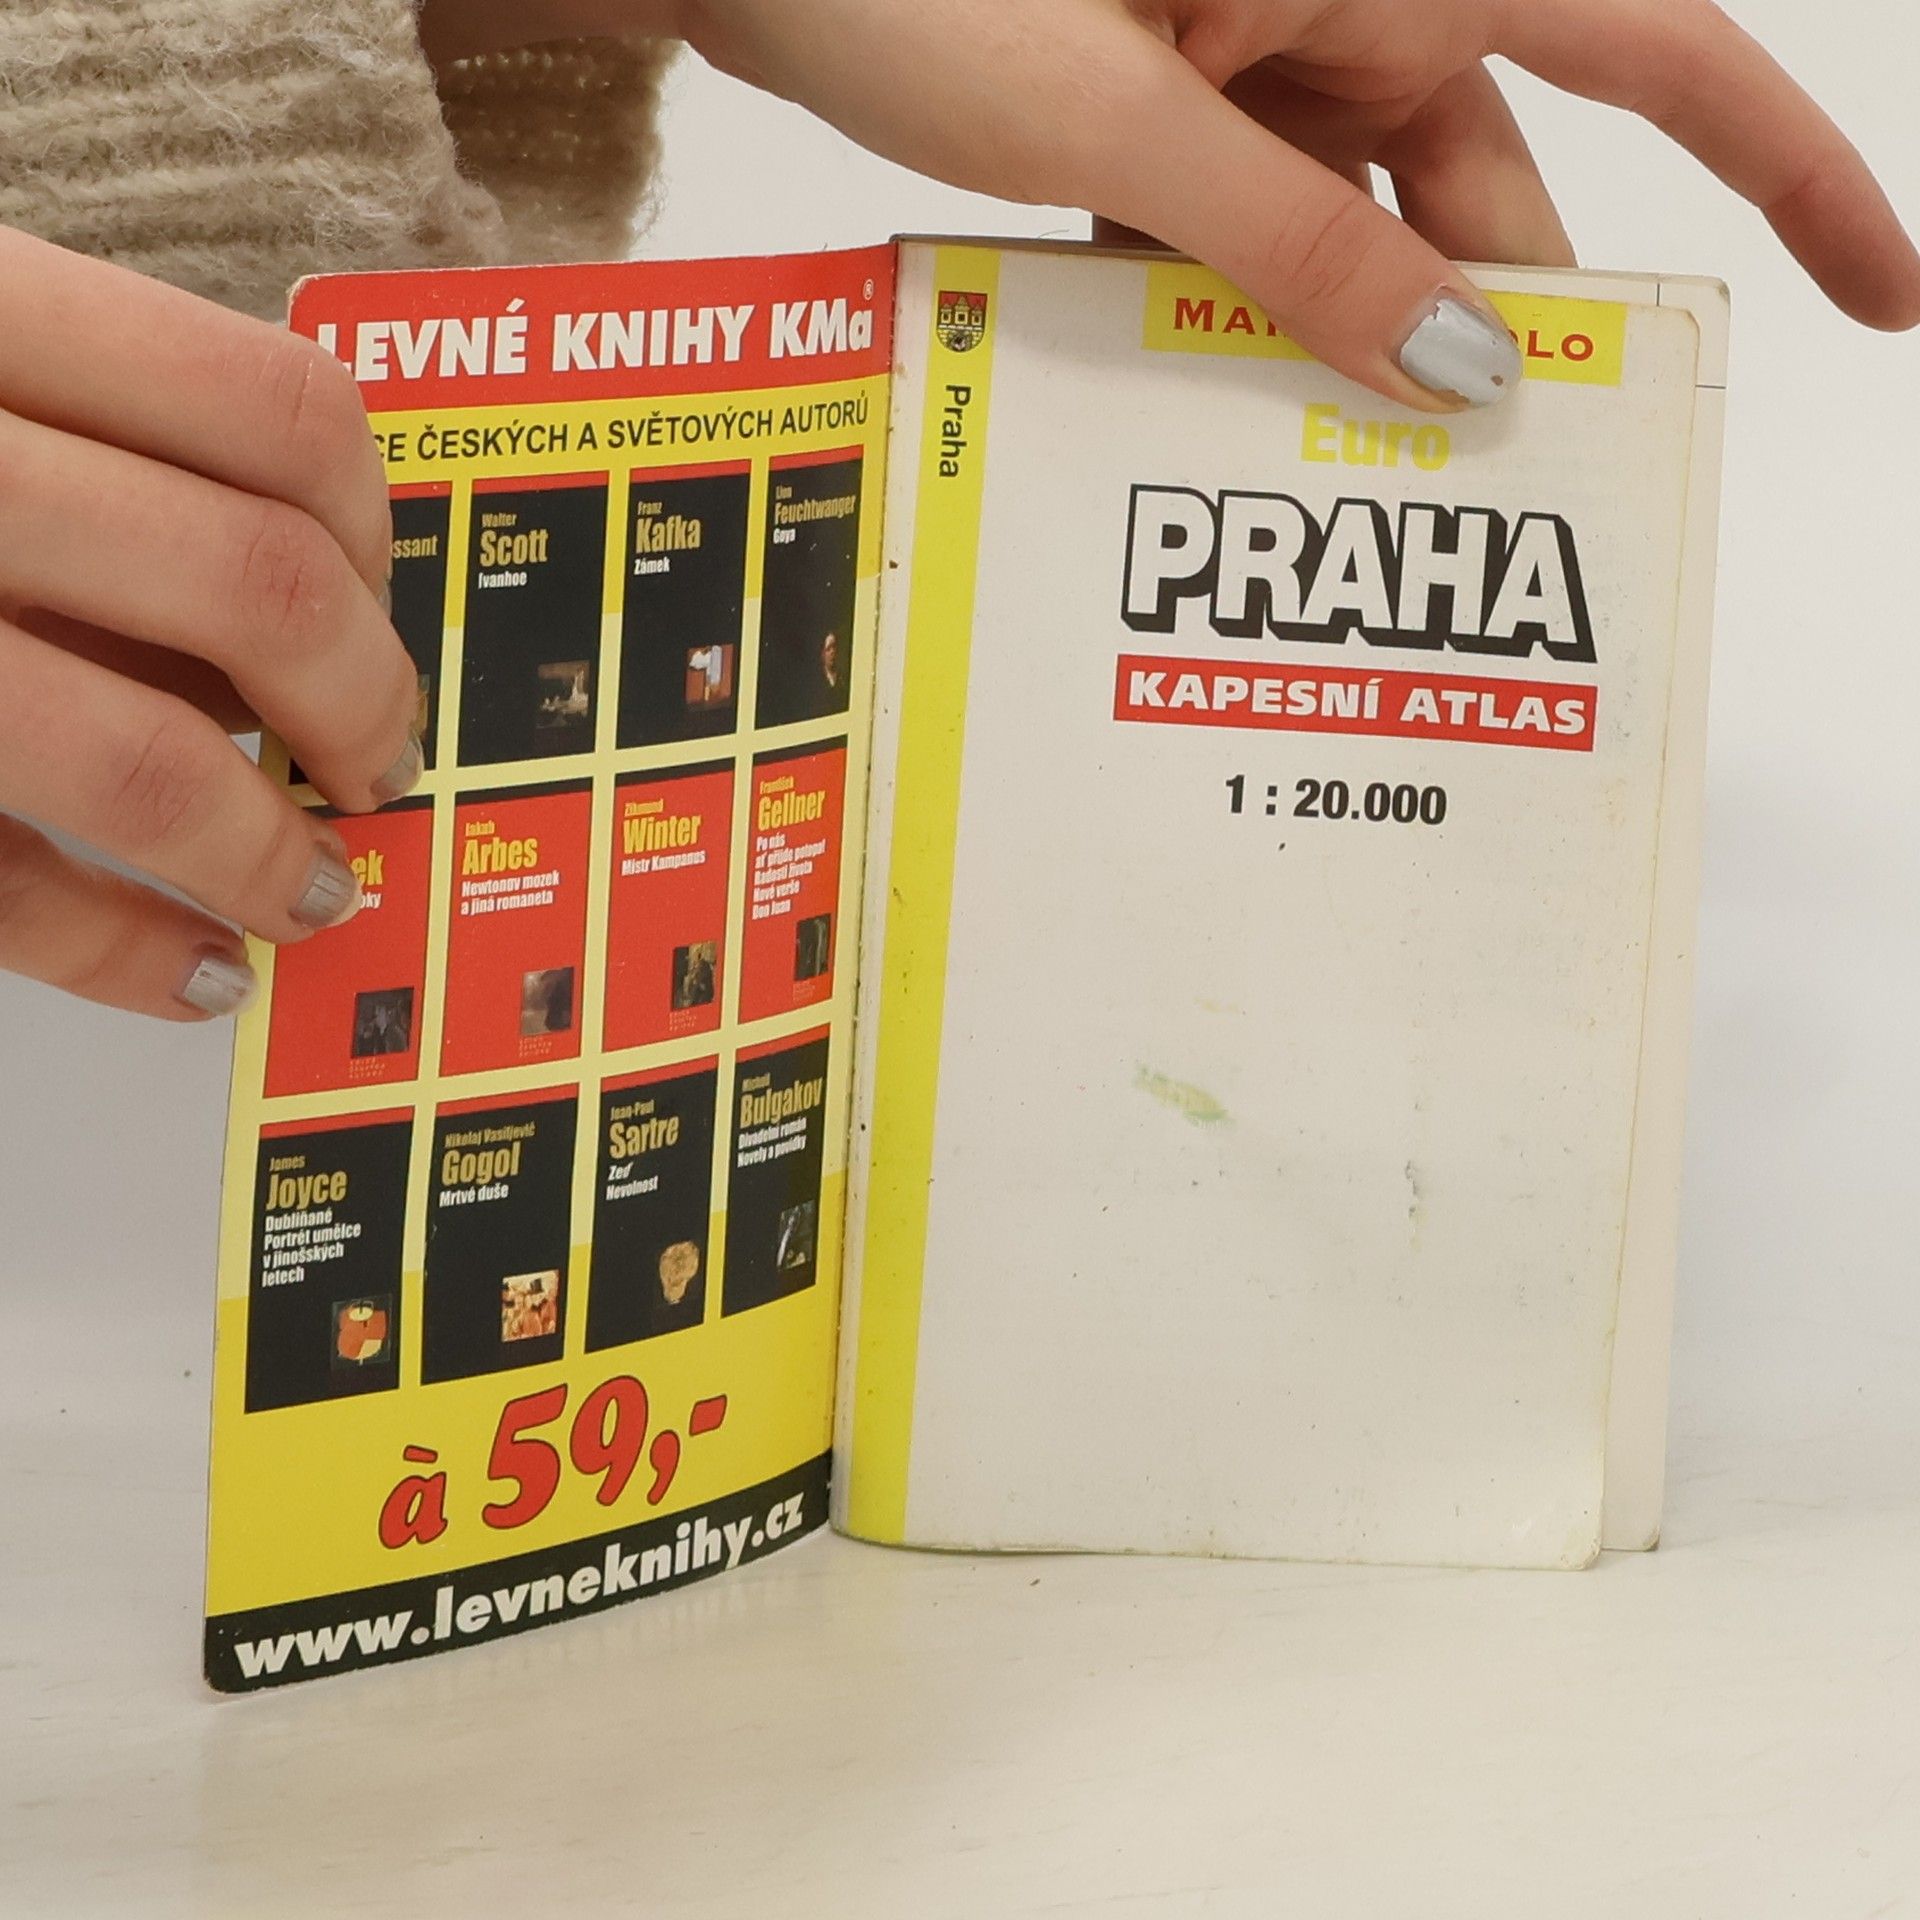 LEVNÉ KNIHY KMa®
ČESKÝCH A SVĚTOVÝCH AUTORŮ
Walter
Scott
Ivanhoe
Franz
Kafka
Zámek
Lion
Feuchtwanger
Goya
Jakub
Arbes
Newtonův mozek
a jiná romaneta
Zikmund
Winter
Mistr Kampanus
František
Gellner
Po nás
ať přijde potopa!
Radosti života
Nové verše
Don Juan
James
Joyce
Dubliňané
Portrét umělce
v jinošských
letech
Nikolaj Vasiljevič
Gogol
Mrtvé duše
Jean-Paul
Sartre
Zeď
Nevolnost
Michail
Bulgakov
Divadelní román
Novely a povídky
à 59,-
www.levneknihy.cz
Praha
Euro
PRAHA
KAPESNÍ ATLAS
1 : 20.000